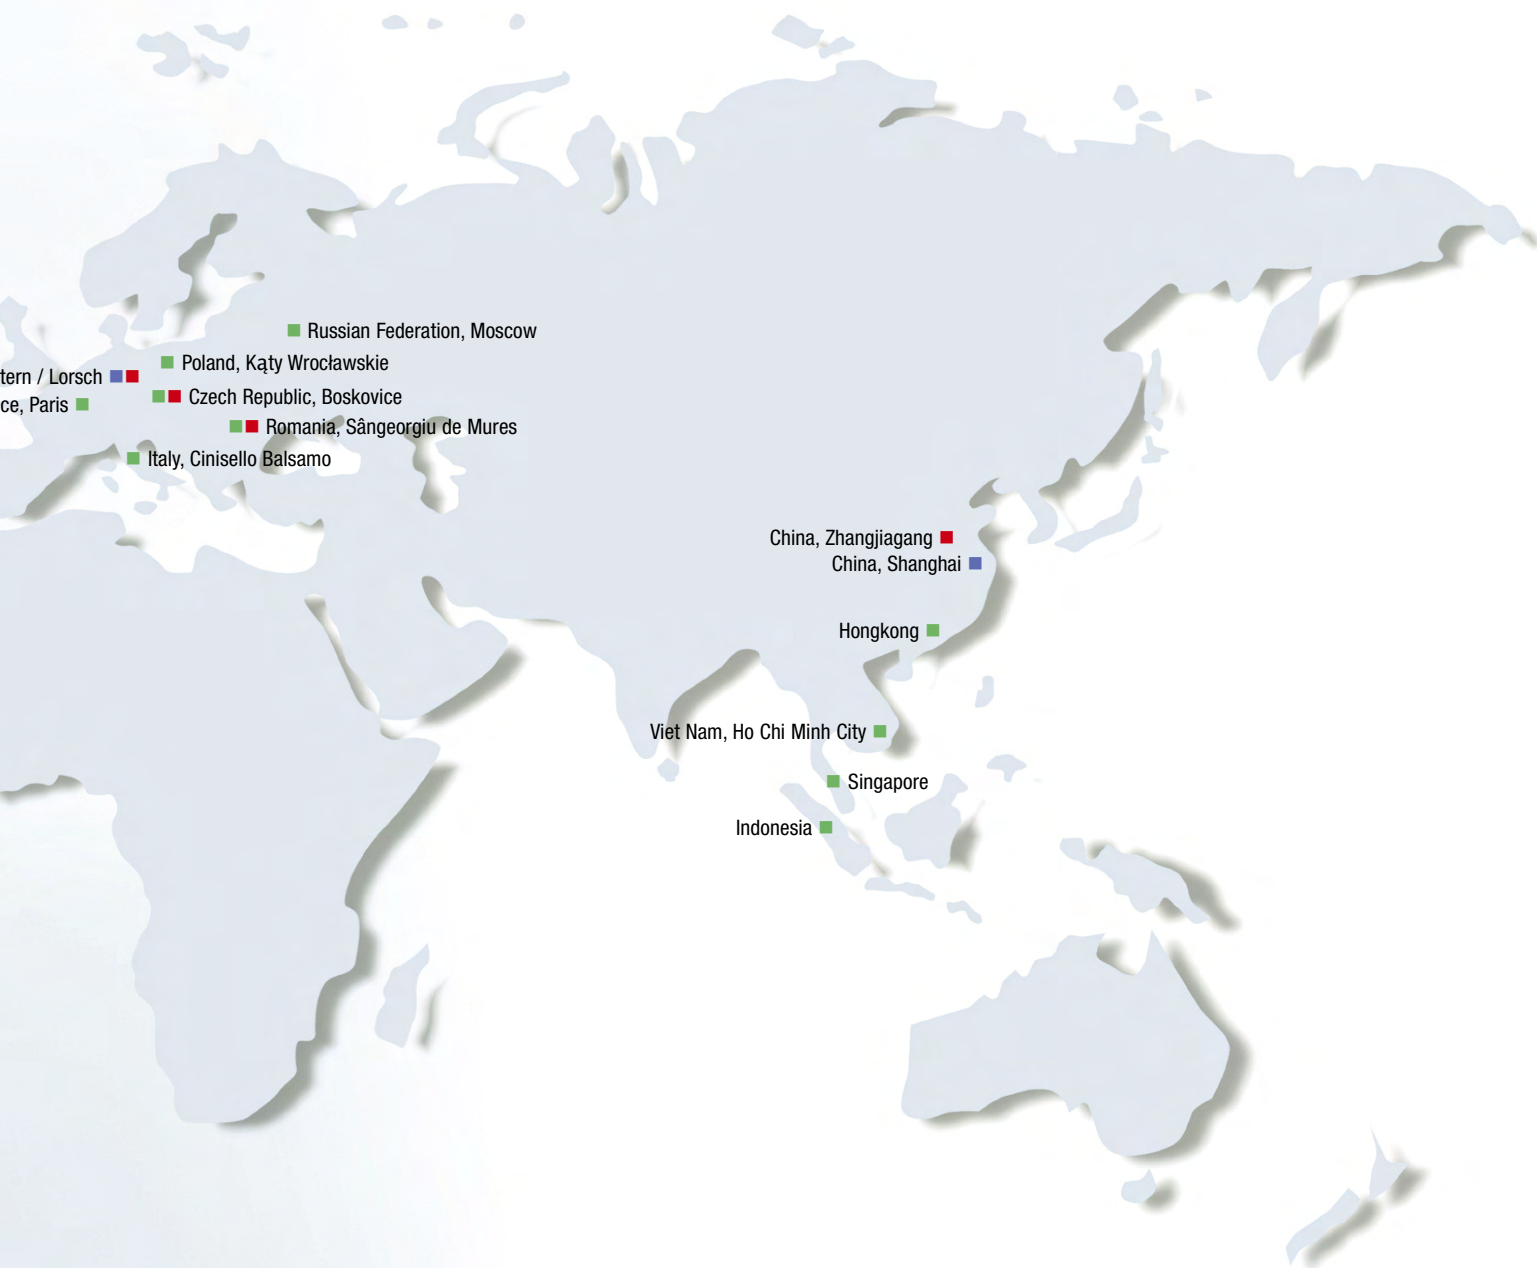 Russian Federation, Moscow
Poland, Kąty Wrocławskie
tern / Lorsch
Czech Republic, Boskovice
ce, Paris
Romania, Sângeorgiu de Mures
Italy, Cinisello Balsamo
China, Zhangjiagang
China, Shanghai
Hongkong
Viet Nam, Ho Chi Minh City
Singapore
Indonesia